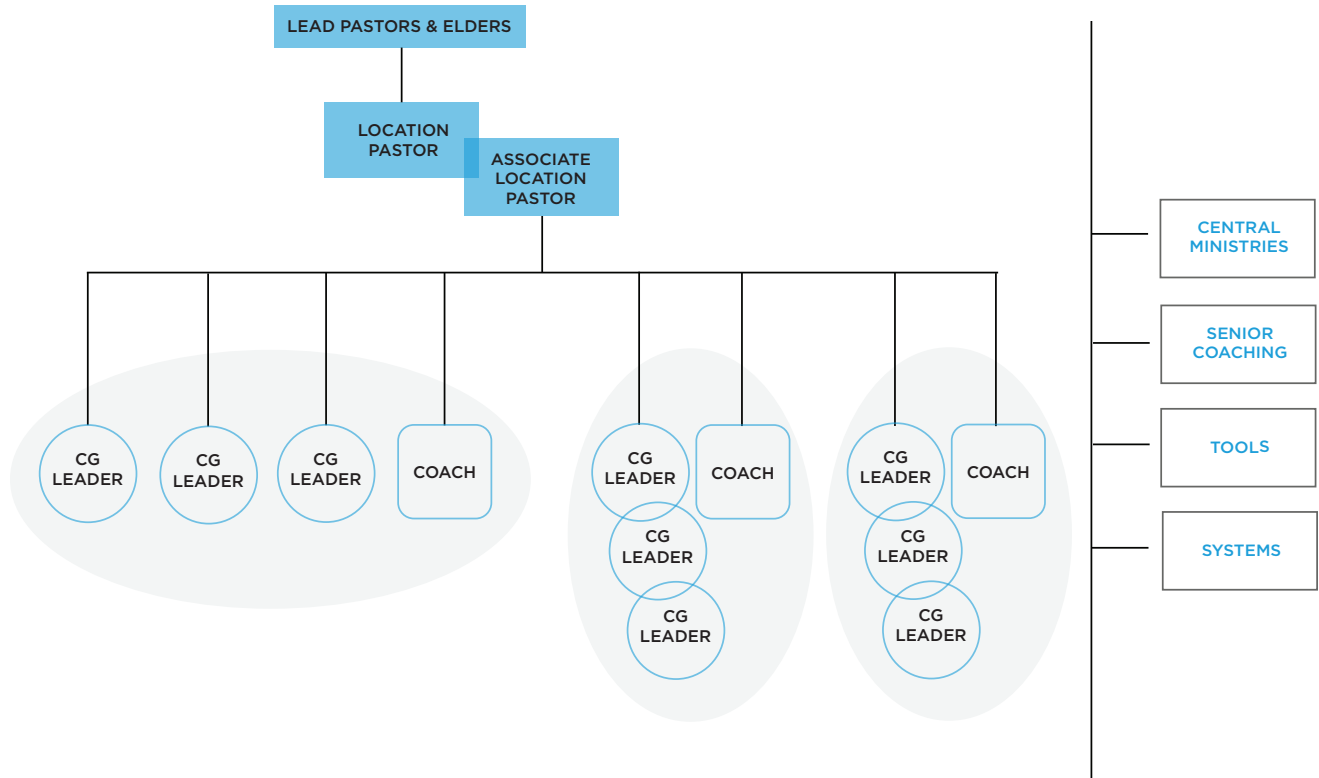 LEAD PASTORS & ELDERS
LOCATION
PASTOR
ASSOCIATE
LOCATION
PASTOR
CG
LEADER
CG
LEADER
CG
LEADER
COACH
CG
LEADER
COACH
CG
LEADER
CG
LEADER
CG
LEADER
COACH
CG
LEADER
CG
LEADER
CENTRAL
MINISTRIES
SENIOR
COACHING
TOOLS
SYSTEMS